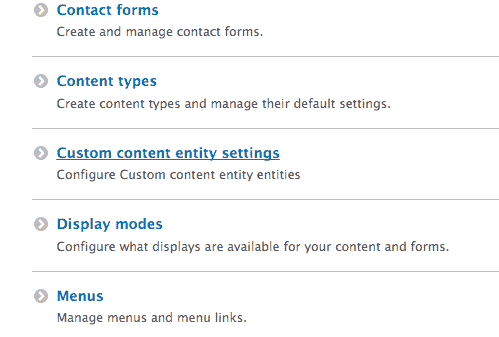 Contact forms
Create and manage contact forms.
Content types
Create content types and manage their default settings.
Custom content entity settings
Configure Custom content entity entities
Display modes
Configure what displays are available for your content and forms.
Menus
Manage menus and menu links.